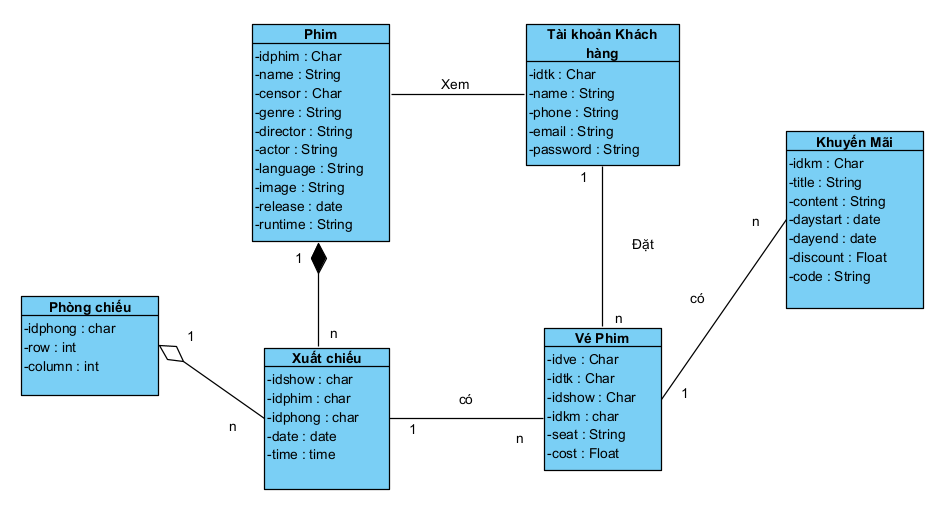 Phim
-idphim : Char
-name : String
-censor : Char
-genre : String
-director : String
-actor : String
-language : String
-image : String
-release : date
-runtime : String
Xem
Tài khoản Khách
hàng
-idtk : Char
-name : String
-phone : String
-email : String
-password : String
Khuyến Mãi
-idkm : Char
-title : String
-content : String
-daystart : date
-dayend : date
-discount : Float
-code : String
1
n
1
Đặt
n
n
có
1
Phòng chiếu
-idphong : char
-row : int
-column : int
1
n
Xuất chiếu
-idshow : char
-idphim : char
-idphong : char
-date : date
-time : time
có
1
n
Vé Phim
-idve : Char
-idtk : Char
-idshow : Char
-idkm : char
-seat : String
-cost : Float